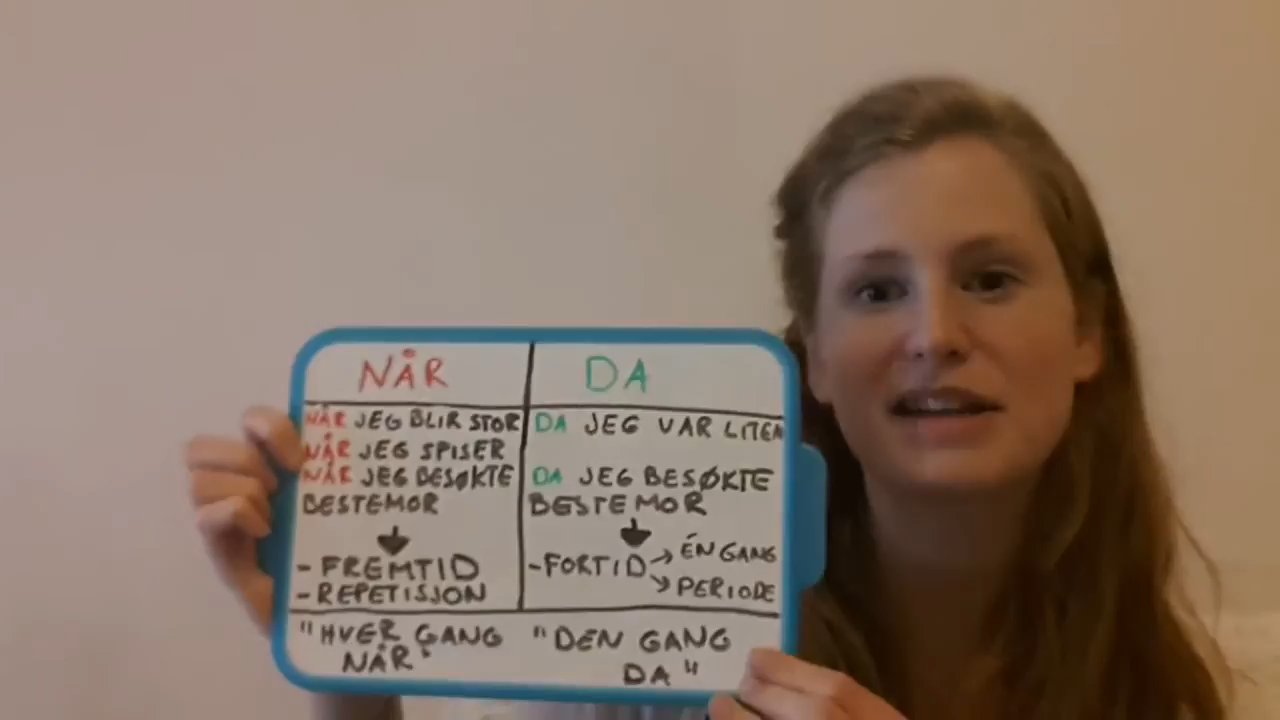 NÅR
NÅR JEG BLIR STOR
NÅR JEG SPISER
NÅR JEG BESØKTE
BESTEMOR
- FREMTID
- REPETISJON
"HVER GANG
NÅR"
DA
DA JEG VAR LITEN
DA JEG BESØKTE
BESTEMOR
- FORTID → ÉN GANG
→ PERIODE
"DEN GANG
DA"